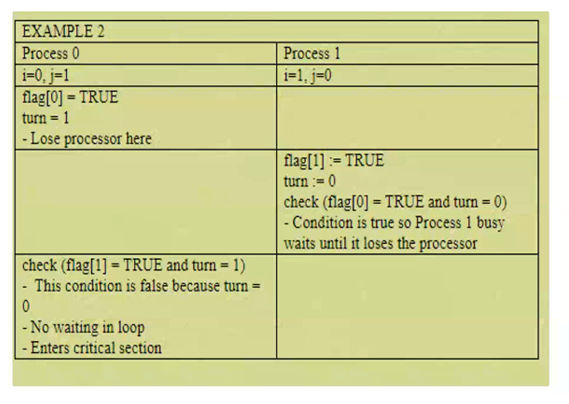 EXAMPLE 2
Process 0
Process 1
i=0, j=1
i=1, j=0
flag[0] = TRUE
turn = 1
- Lose processor here
flag[1] := TRUE
turn := 0
check (flag[0] = TRUE and turn = 0)
- Condition is true so Process 1 busy
waits until it loses the processor
check (flag[1] = TRUE and turn = 1)
- This condition is false because turn =
0
- No waiting in loop
- Enters critical section